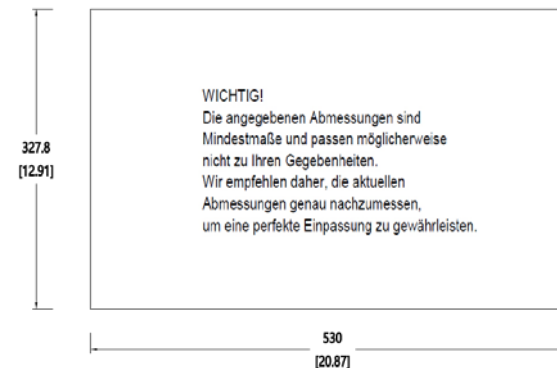 WICHTIG!
Die angegebenen Abmessungen sind
Mindestmaße und passen möglicherweise
nicht zu Ihren Gegebenheiten.
Wir empfehlen daher, die aktuellen
Abmessungen genau nachzumessen,
um eine perfekte Einpassung zu gewährleisten.
327.8
[12.91]
530
[20.87]